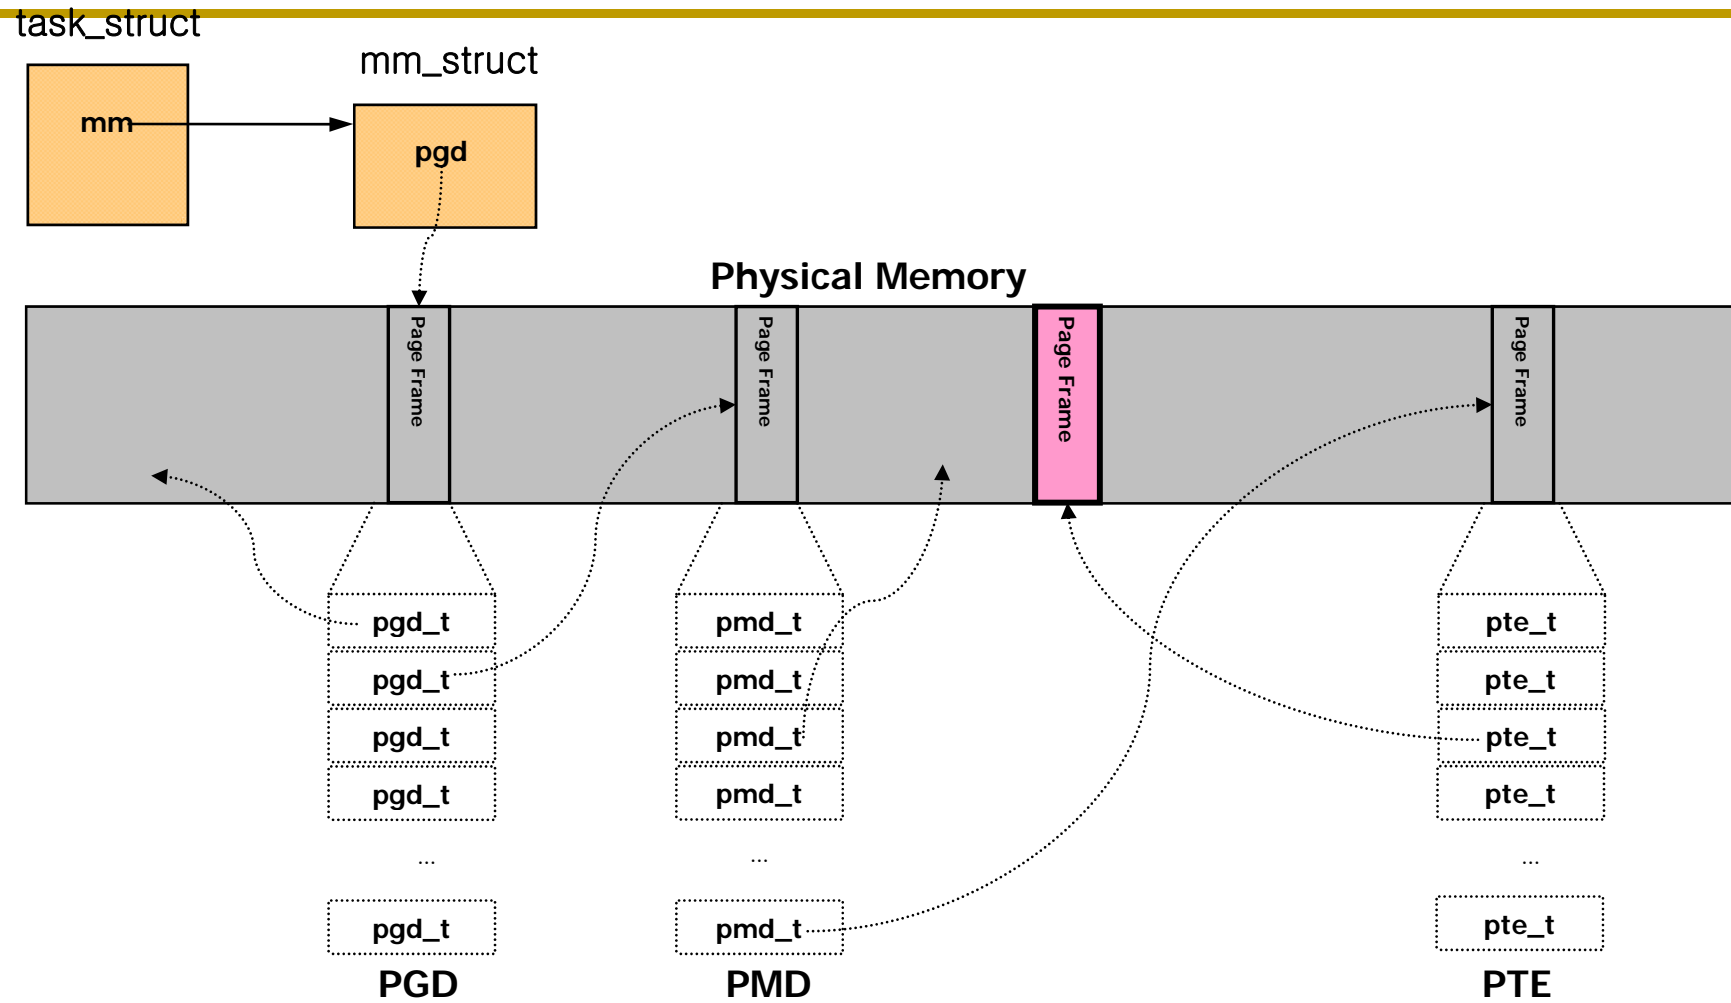 task_struct
mm_struct
mm
pgd
Physical Memory
Page Frame
Page Frame
Page Frame
Page Frame
pgd_t
pmd_t
pte_t
pgd_t
pmd_t
pte_t
pgd_t
pmd_t
pte_t
pgd_t
pmd_t
pte_t
...
...
...
pgd_t
pmd_t
pte_t
PGD
PMD
PTE